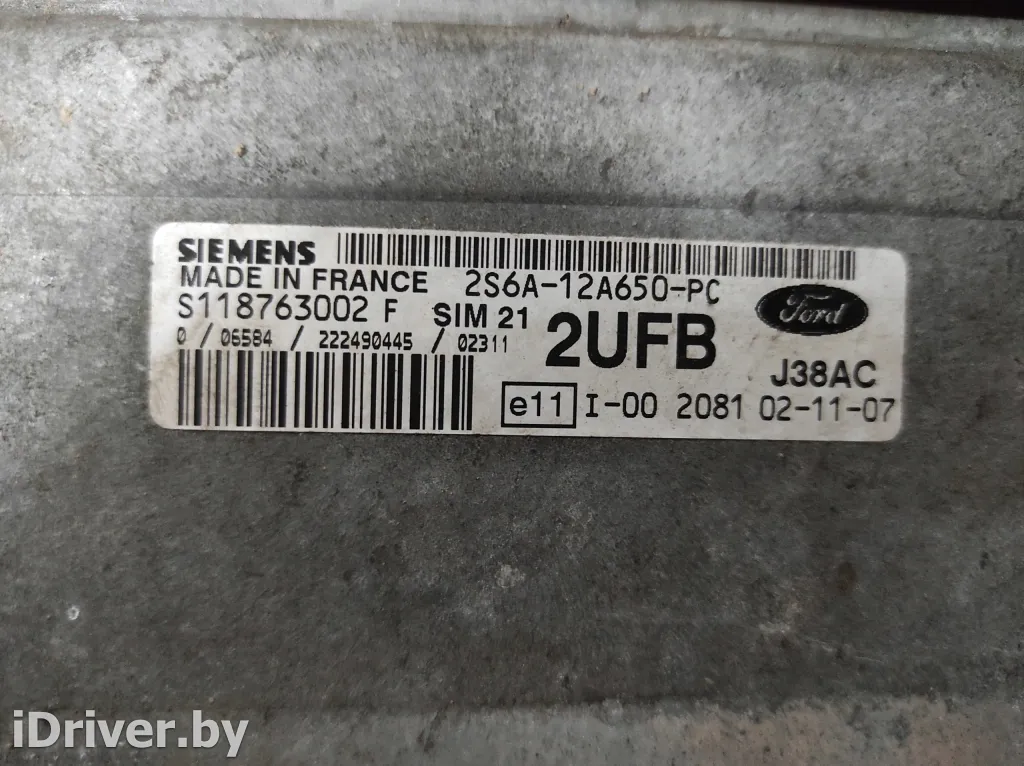 SIEMENS
MADE IN FRANCE 2S6A-12A650-PC
S118763002 F SIM 21
0 / 06584 / 222490445 / 02311
2UFB
Ford
J38AC
e11 I-00 2081 02-11-07
iDriver.by